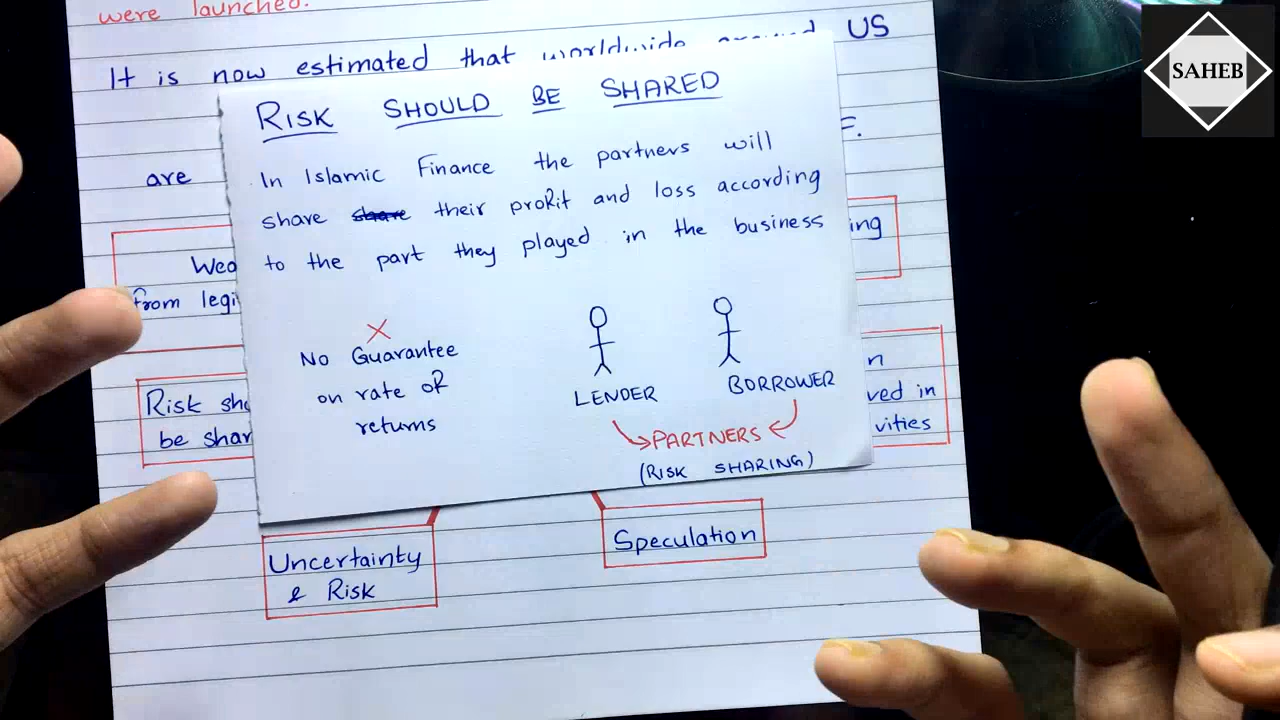 were launched.
It is now estimated that worldwide around US
SAHEB
RISK SHOULD BE SHARED
F.
are
In Islamic Finance the partners will
share share their profit and loss according
to the part they played in the business
ing
Wea
from legi
X
No Guarantee
on rate of
returns
LENDER
BORROWER
PARTNERS
(RISK SHARING)
n
ved in
vities
Risk sho
be shar
Uncertainty
& Risk
Speculation